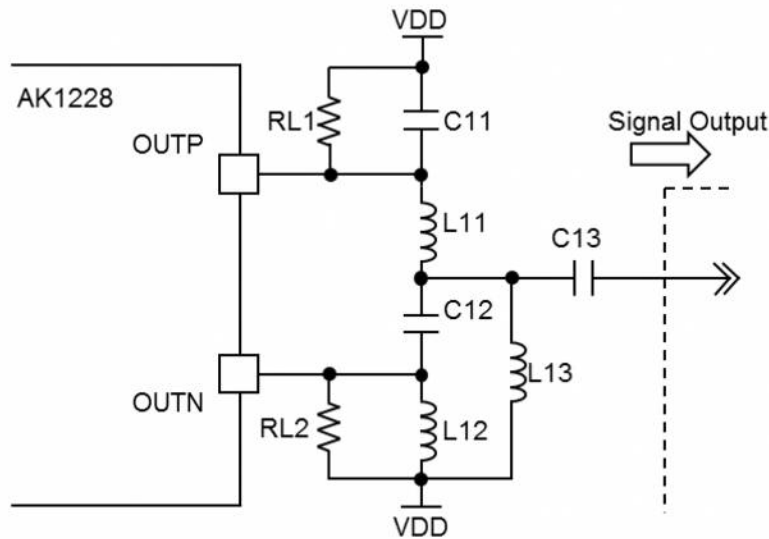 VDD
AK1228
RL1
C11
Signal Output
OUTP
L11
C13
C12
L13
OUTN
RL2
L12
VDD